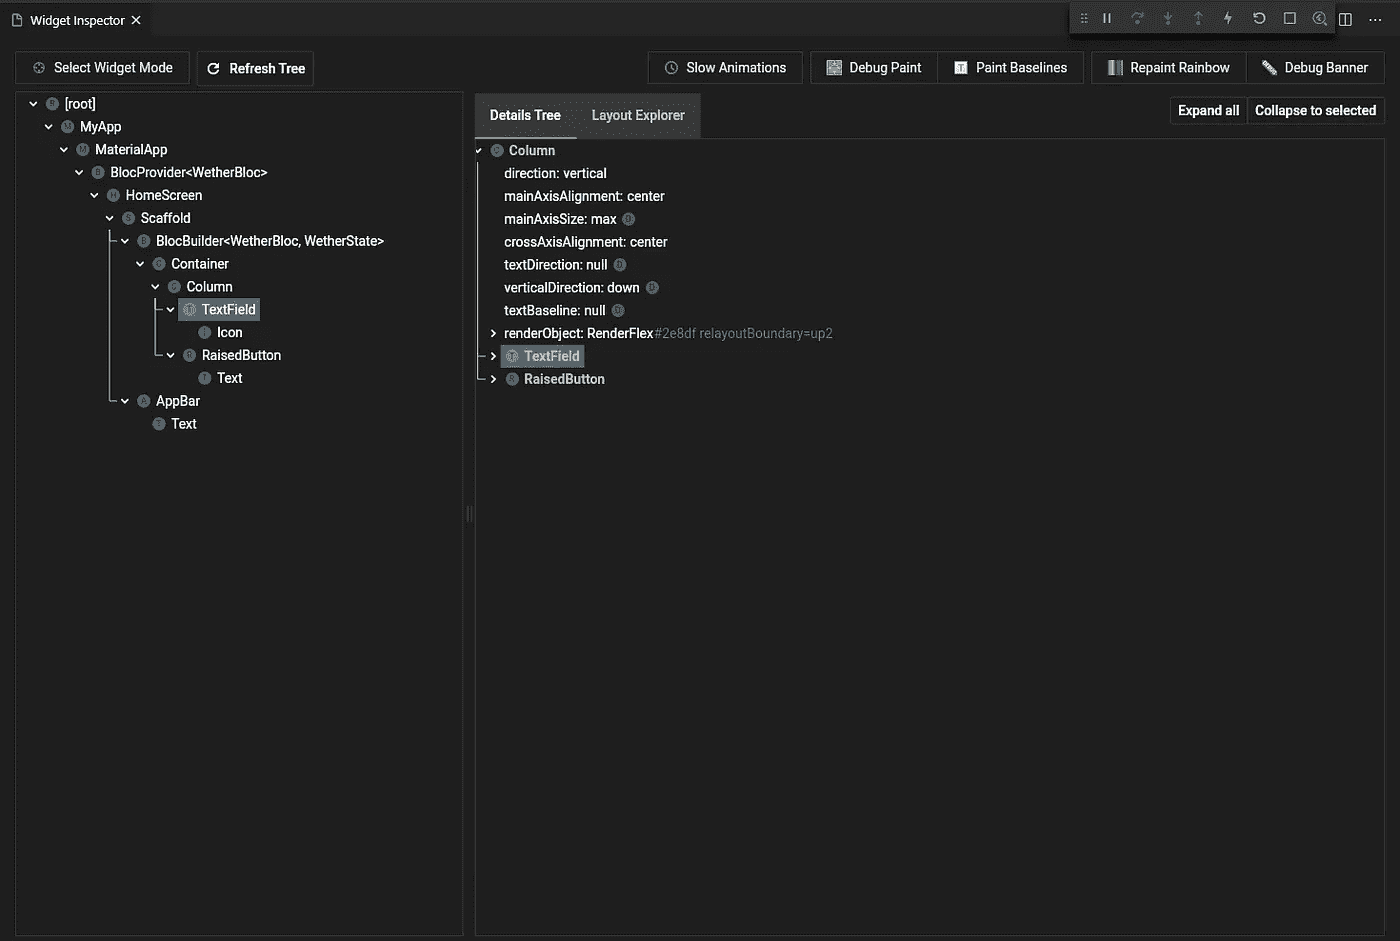 Widget Inspector
Select Widget Mode
Refresh Tree
Slow Animations
Debug Paint
Paint Baselines
Repaint Rainbow
Debug Banner
[root]
MyApp
MaterialApp
BlocProvider<WetherBloc>
HomeScreen
Scaffold
BlocBuilder<WetherBloc, WetherState>
Container
Column
TextField
Icon
RaisedButton
Text
AppBar
Text
Details Tree
Layout Explorer
Expand all
Collapse to selected
Column
direction: vertical
mainAxisAlignment: center
mainAxisSize: max
crossAxisAlignment: center
textDirection: null
verticalDirection: down
textBaseline: null
renderObject: RenderFlex#2e8df relayoutBoundary=up2
TextField
RaisedButton